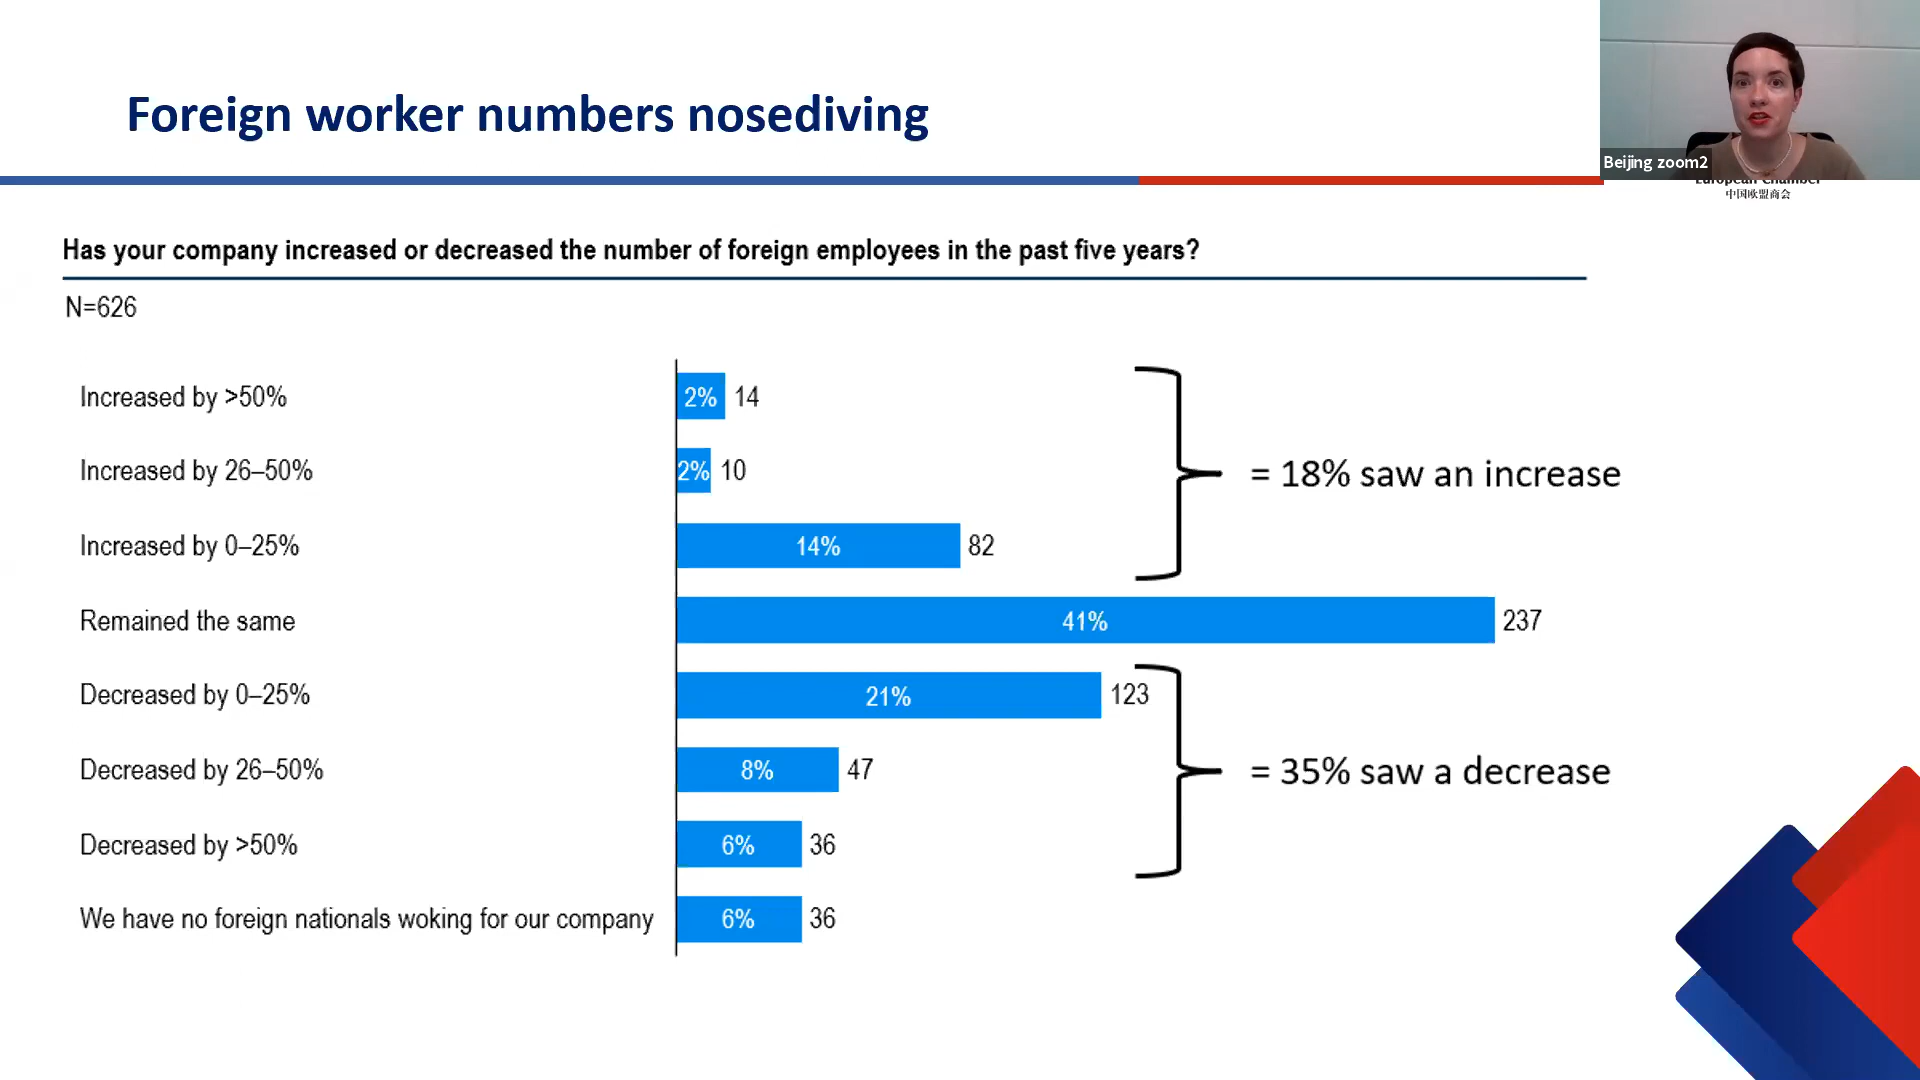 Foreign worker numbers nosediving
Beijing zoom2
European Chamber
中国欧盟商会
Has your company increased or decreased the number of foreign employees in the past five years?
N=626
Increased by >50% 2% 14
Increased by 26–50% 2% 10
= 18% saw an increase
Increased by 0–25% 14% 82
Remained the same 41% 237
Decreased by 0–25% 21% 123
Decreased by 26–50% 8% 47
= 35% saw a decrease
Decreased by >50% 6% 36
We have no foreign nationals woking for our company 6% 36